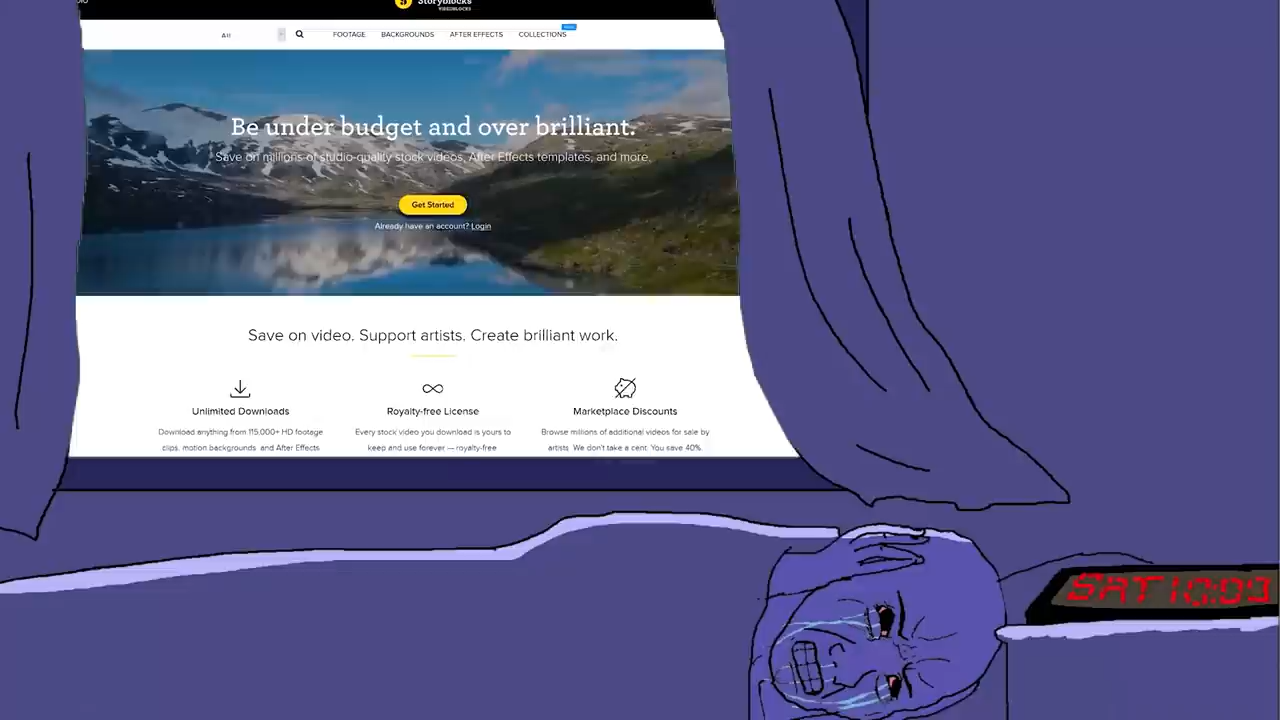 Storyblocks
VIDEOBLOCKS
All
FOOTAGE BACKGROUNDS AFTER EFFECTS COLLECTIONS
Be under budget and over brilliant.
Save on millions of studio-quality stock videos, After Effects templates, and more.
Get Started
Already have an account? Login
Save on video. Support artists. Create brilliant work.
Unlimited Downloads Royalty-free License Marketplace Discounts
Download anything from 115,000+ HD footage Every stock video you download is yours to Browse millions of additional videos for sale by
clips, motion backgrounds and After Effects keep and use forever — royalty-free artists. We don't take a cent. You save 40%.
SAT 10:09